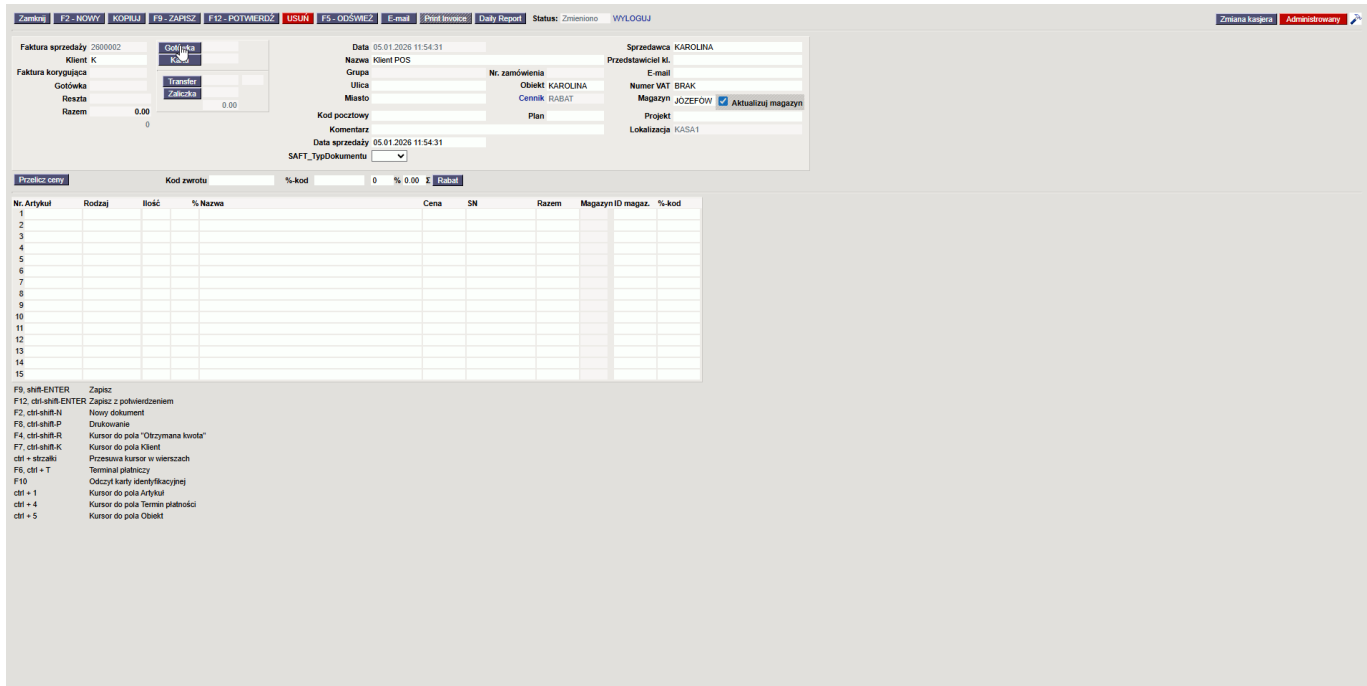 Zamknij F2 - NOWY KOPIUJ F9 - ZAPISZ F12 - POTWIERDŹ USUŃ F5 - ODŚWIEŻ E-mail Print Invoice Daily Report Status: Zmieniono WYLOGUJ Zmiana kasjera Administrowany
Faktura sprzedaży 2600002 Gotówka Data 05.01.2026 11:54:31 Sprzedawca KAROLINA
Klient K Karta Nazwa Klient POS Przedstawiciel kl.
Faktura korygująca Grupa Nr. zamówienia E-mail
Gotówka Transfer Ulica Obiekt KAROLINA Numer VAT BRAK
Reszta Zaliczka Miasto Cennik RABAT Magazyn JÓZEFÓW Aktualizuj magazyn
Razem 0.00 0.00 Kod pocztowy Plan Projekt
0 Komentarz Lokalizacja KASA1
Data sprzedaży 05.01.2026 11:54:31
SAFT_TypDokumentu
Przelicz ceny Kod zwrotu %-kod 0 % 0.00 Σ Rabat
Nr. Artykuł Rodzaj Ilość % Nazwa Cena SN Razem Magazyn ID magaz. %-kod
1
2
3
4
5
6
7
8
9
10
11
12
13
14
15
F9, shift-ENTER Zapisz
F12, ctrl-shift-ENTER Zapisz z potwierdzeniem
F2, ctrl-shift-N Nowy dokument
F8, ctrl-shift-P Drukowanie
F4, ctrl-shift-R Kursor do pola "Otrzymana kwota"
F7, ctrl-shift-K Kursor do pola Klient
ctrl + strzałki Przesuwa kursor w wierszach
F6, ctrl + T Terminal płatniczy
F10 Odczyt karty identyfikacyjnej
ctrl + 1 Kursor do pola Artykuł
ctrl + 4 Kursor do pola Termin płatności
ctrl + 5 Kursor do pola Obiekt